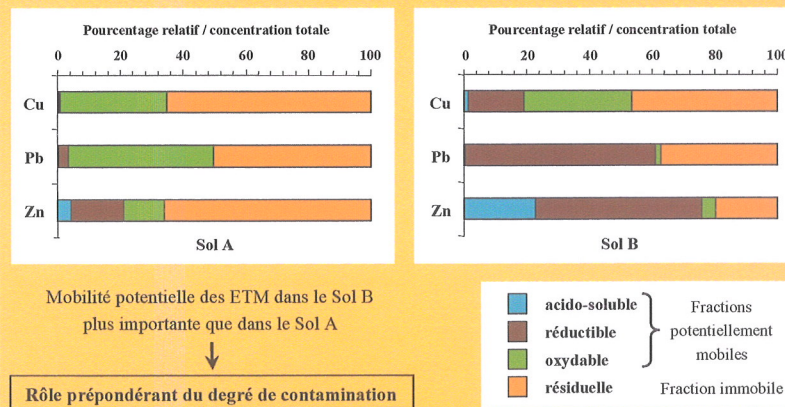 Pourcentage relatif / concentration totale
0 20 40 60 80 100
Cu
Pb
Zn
Sol A
Pourcentage relatif / concentration totale
0 20 40 60 80 100
Cu
Pb
Zn
Sol B
Mobilité potentielle des ETM dans le Sol B
plus importante que dans le Sol A
Rôle prépondérant du degré de contamination
acido-soluble
réductible
oxydable
résiduelle
Fractions
potentiellement
mobiles
Fraction immobile